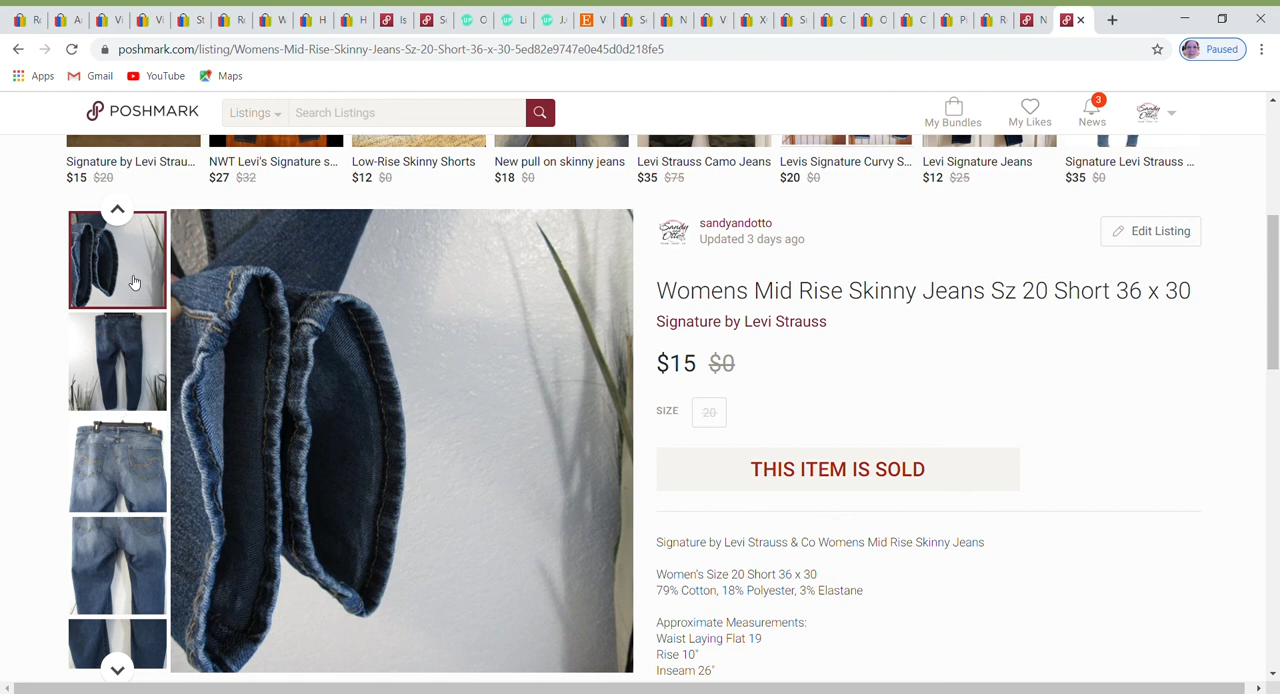 Paused
poshmark.com/listing/Womens-Mid-Rise-Skinny-Jeans-Sz-20-Short-36-x-30-5ed82e9747e0e45d0d218fe5
Apps Gmail YouTube Maps
POSHMARK Listings Search Listings My Bundles My Likes 3 News
Signature by Levi Strau... NWT Levi's Signature s... Low-Rise Skinny Shorts New pull on skinny jeans Levi Strauss Camo Jeans Levis Signature Curvy S... Levi Signature Jeans Signature Levi Strauss ...
$15 $20 $27 $32 $12 $0 $18 $0 $35 $75 $20 $0 $12 $25 $35 $0
sandyandotto
Updated 3 days ago
Edit Listing
Womens Mid Rise Skinny Jeans Sz 20 Short 36 x 30
Signature by Levi Strauss
$15 $0
SIZE 20
THIS ITEM IS SOLD
Signature by Levi Strauss & Co Womens Mid Rise Skinny Jeans
Women's Size 20 Short 36 x 30
79% Cotton, 18% Polyester, 3% Elastane
Approximate Measurements:
Waist Laying Flat 19
Rise 10"
Inseam 26"